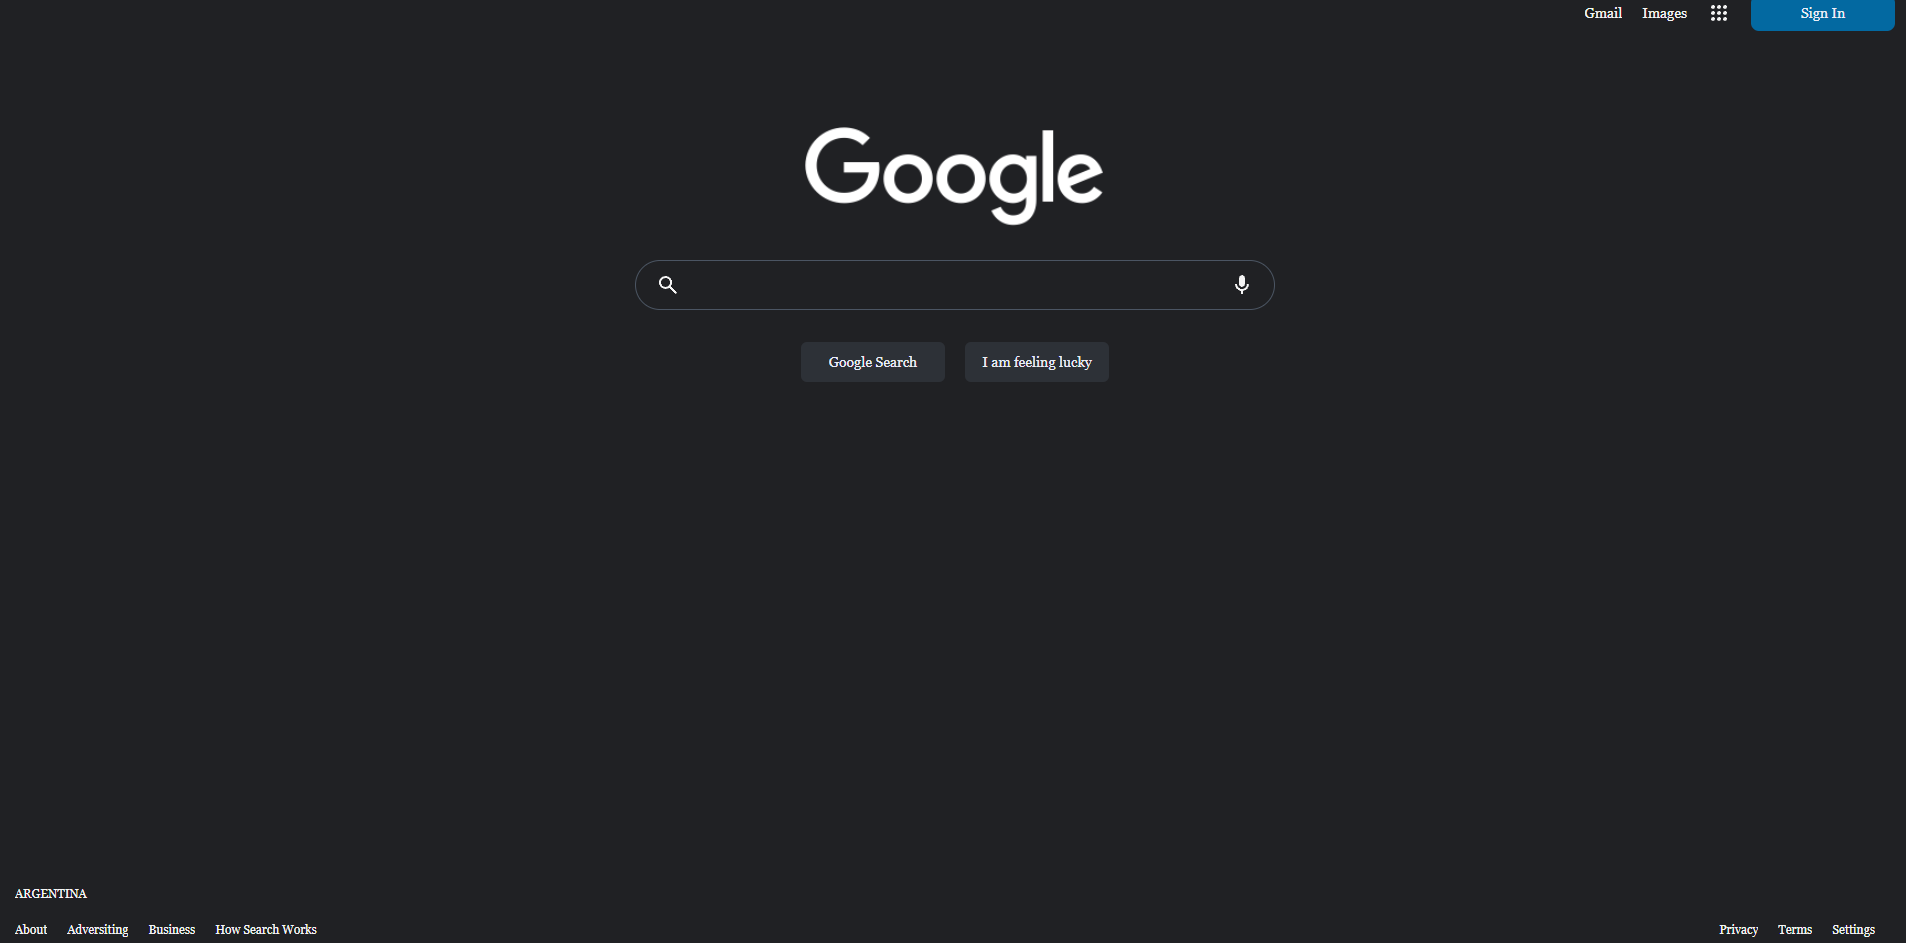 Gmail Images Sign In
Google
Google Search I am feeling lucky
ARGENTINA
About Adversiting Business How Search Works Privacy Terms Settings